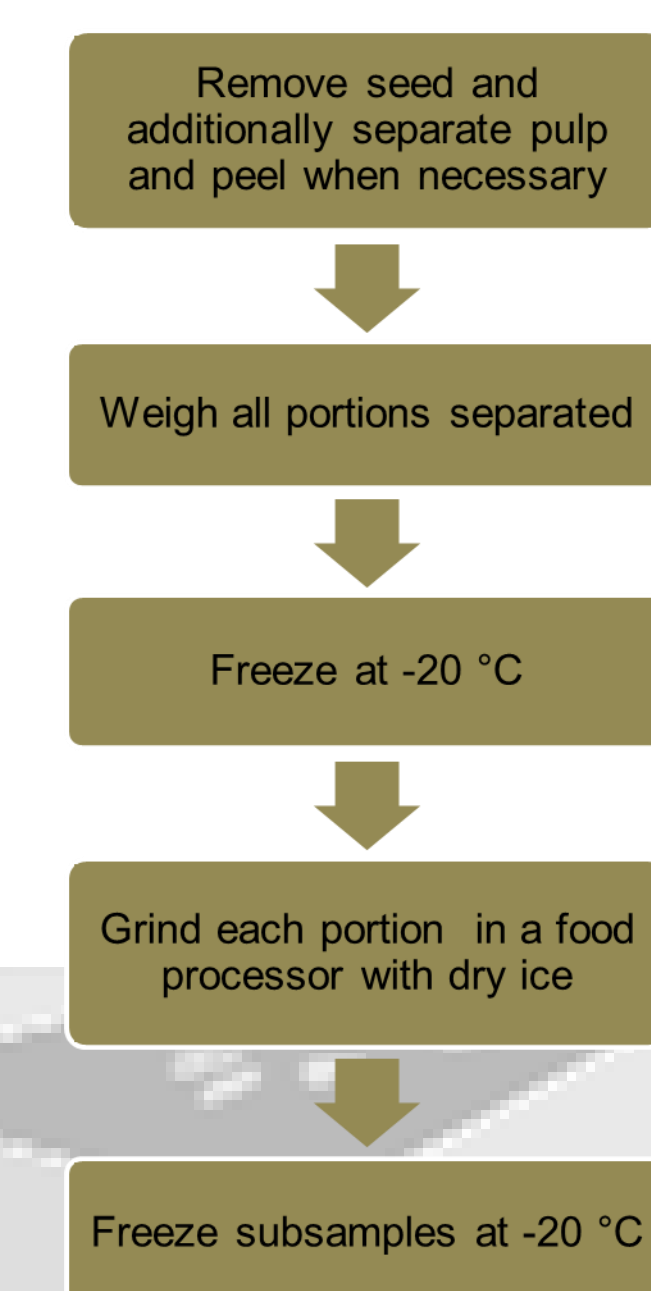 Remove seed and
additionally separate pulp
and peel when necessary
Weigh all portions separated
Freeze at -20 °C
Grind each portion in a food
processor with dry ice
Freeze subsamples at -20 °C